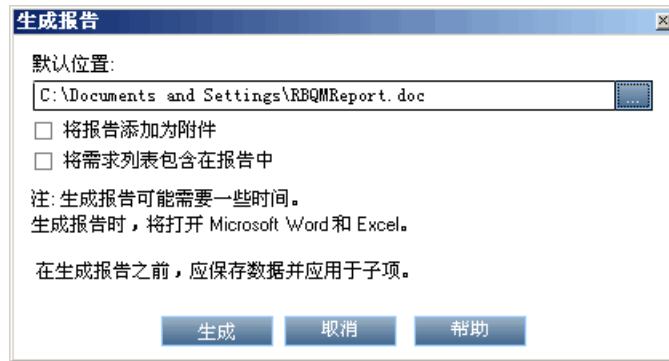 生成报告
默认位置:
C:\Documents and Settings\RBQMReport.doc
...
将报告添加为附件
将需求列表包含在报告中
注: 生成报告可能需要一些时间。
生成报告时，将打开 Microsoft Word 和 Excel。
在生成报告之前，应保存数据并应用于子项。
生成 取消 帮助